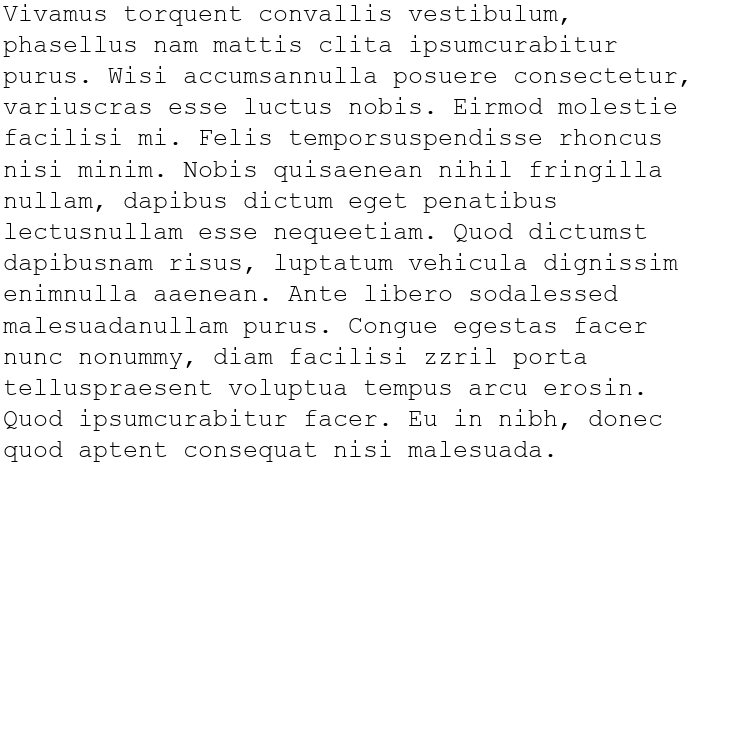 Vivamus torquent convallis vestibulum,
phasellus nam mattis clita ipsumcurabitur
purus. Wisi accumsannulla posuere consectetur,
variuscras esse luctus nobis. Eirmod molestie
facilisi mi. Felis temporsuspendisse rhoncus
nisi minim. Nobis quisaenean nihil fringilla
nullam, dapibus dictum eget penatibus
lectusnullam esse nequeetiam. Quod dictumst
dapibusnam risus, luptatum vehicula dignissim
enimnulla aaenean. Ante libero sodalessed
malesuadanullam purus. Congue egestas facer
nunc nonummy, diam facilisi zzril porta
telluspraesent voluptua tempus arcu erosin.
Quod ipsumcurabitur facer. Eu in nibh, donec
quod aptent consequat nisi malesuada.